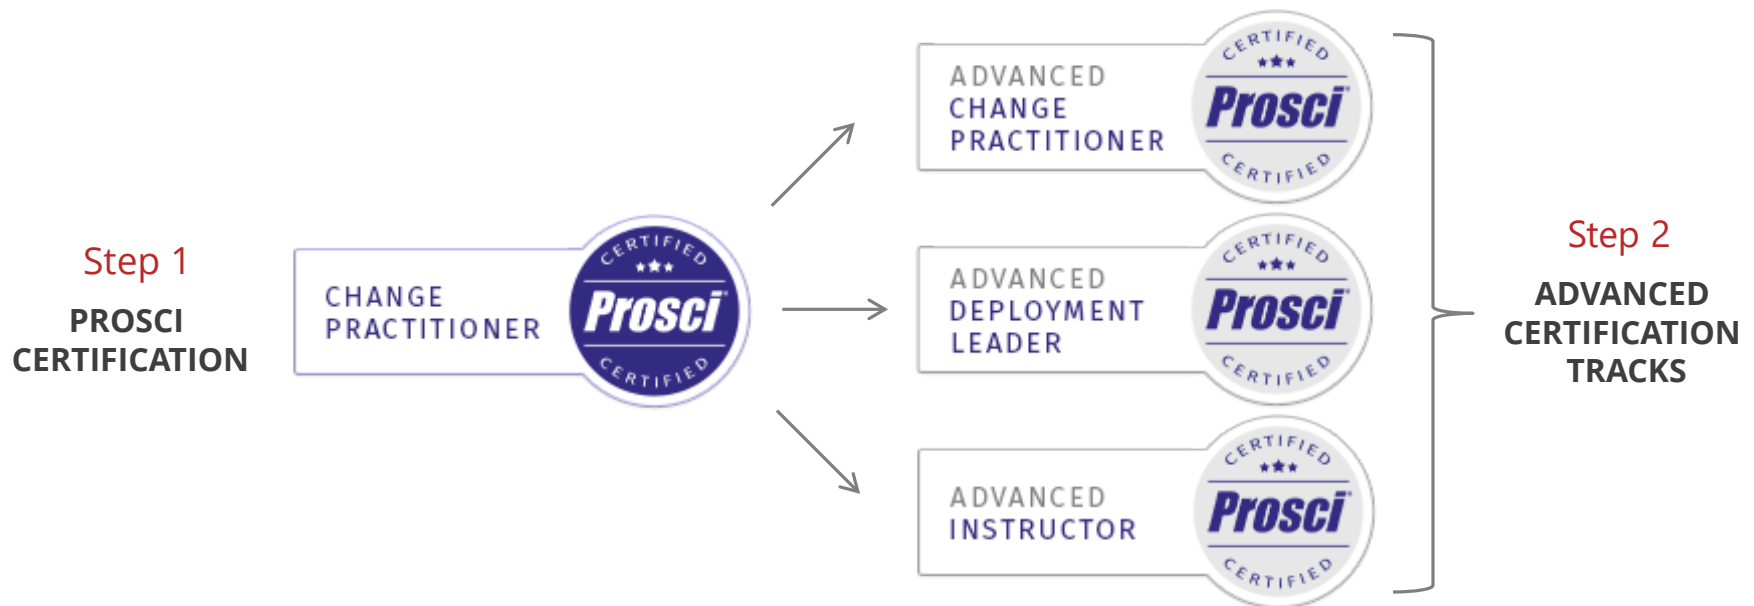 Step 1
PROSCI
CERTIFICATION
CHANGE
PRACTITIONER
CERTIFIED
Prosci
CERTIFIED
ADVANCED
CHANGE
PRACTITIONER
CERTIFIED
Prosci
CERTIFIED
ADVANCED
DEPLOYMENT
LEADER
CERTIFIED
Prosci
CERTIFIED
ADVANCED
INSTRUCTOR
CERTIFIED
Prosci
CERTIFIED
Step 2
ADVANCED
CERTIFICATION
TRACKS